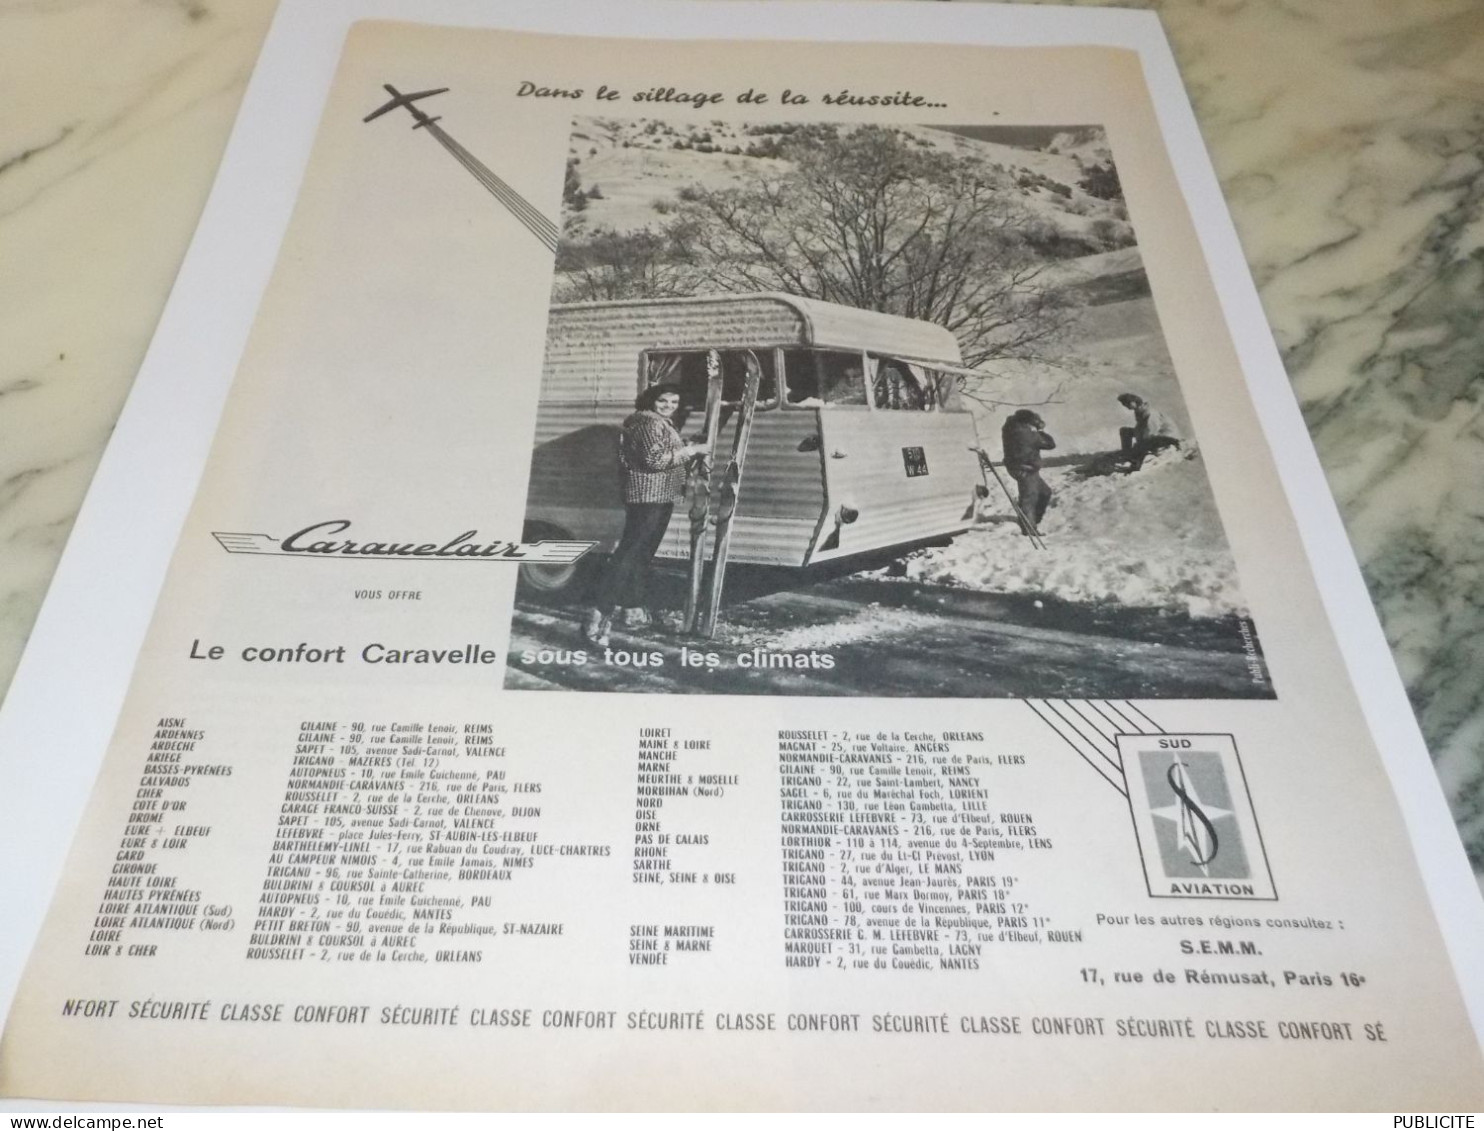 Dans le sillage de la réussite...
W 44
Caravelair
VOUS OFFRE
Le confort Caravelle sous tous les climats
Publi-Recherches
AISNE GILAINE - 90, rue Camille Lenoir, REIMS
ARDENNES GILAINE - 90, rue Camille Lenoir, REIMS
ARDECHE SAPET - 105, avenue Sadi-Carnot, VALENCE
ARIEGE TRIGANO - MAZERES (Tél. 12)
BASSES-PYRÉNÉES AUTOPNEUS - 10, rue Emile Guichenné, PAU
CALVADOS NORMANDIE-CARAVANES - 216, rue de Paris, FLERS
CHER ROUSSELET - 2, rue de la Cerche, ORLEANS
COTE D'OR GARAGE FRANCO-SUISSE - 2, rue de Chenove, DIJON
DROME SAPET - 105, avenue Sadi-Carnot, VALENCE
EURE + ELBEUF LEFEBVRE - place Jules-Ferry, ST-AUBIN-LES-ELBEUF
EURE & LOIR BARTHELEMY-LINEL - 17, rue Rabuan du Coudray, LUCE-CHARTRES
GARD AU CAMPEUR NIMOIS - 4, rue Emile Jamais, NIMES
GIRONDE TRIGANO - 96, rue Sainte-Catherine, BORDEAUX
HAUTE LOIRE BULDRINI & COURSOL à AUREC
HAUTES PYRÉNÉES AUTOPNEUS - 10, rue Emile Guichenné, PAU
LOIRE ATLANTIQUE (Sud) HARDY - 2, rue du Couédic, NANTES
LOIRE ATLANTIQUE (Nord) PETIT BRETON - 90, avenue de la République, ST-NAZAIRE
LOIRE BULDRINI & COURSOL à AUREC
LOIR & CHER ROUSSELET - 2, rue de la Cerche, ORLEANS
LOIRET ROUSSELET - 2, rue de la Cerche, ORLEANS
MAINE & LOIRE MAGNAT - 25, rue Voltaire, ANGERS
MANCHE NORMANDIE-CARAVANES - 216, rue de Paris, FLERS
MARNE GILAINE - 90, rue Camille Lenoir, REIMS
MEURTHE & MOSELLE TRIGANO - 22, rue Saint-Lambert, NANCY
MORBIHAN (Nord) SAGEL - 6, rue du Maréchal Foch, LORIENT
NORD TRIGANO - 130, rue Léon Gambetta, LILLE
OISE CARROSSERIE LEFEBVRE - 73, rue d'Elbeuf, ROUEN
ORNE NORMANDIE-CARAVANES - 216, rue de Paris, FLERS
PAS DE CALAIS LORTHIOR - 110 à 114, avenue du 4-Septembre, LENS
RHONE TRIGANO - 27, rue du Lt-Cl Prévost, LYON
SARTHE TRIGANO - 2, rue d'Alger, LE MANS
SEINE, SEINE & OISE TRIGANO - 44, avenue Jean-Jaurès, PARIS 19e
TRIGANO - 61, rue Marx Dormoy, PARIS 18e
TRIGANO - 100, cours de Vincennes, PARIS 12e
TRIGANO - 78, avenue de la République, PARIS 11e
SEINE MARITIME CARROSSERIE G. M. LEFEBVRE - 73, rue d'Elbeuf, ROUEN
SEINE & MARNE MARQUET - 31, rue Gambetta, LAGNY
VENDÉE HARDY - 2, rue du Couëdic, NANTES
SUD
AVIATION
Pour les autres régions consultez :
S.E.M.M.
17, rue de Rémusat, Paris 16e
NFORT SÉCURITÉ CLASSE CONFORT SÉCURITÉ CLASSE CONFORT SÉCURITÉ CLASSE CONFORT SÉCURITÉ CLASSE CONFORT SÉCURITÉ CLASSE CONFORT SÉ
www.delcampe.net
PUBLICITE